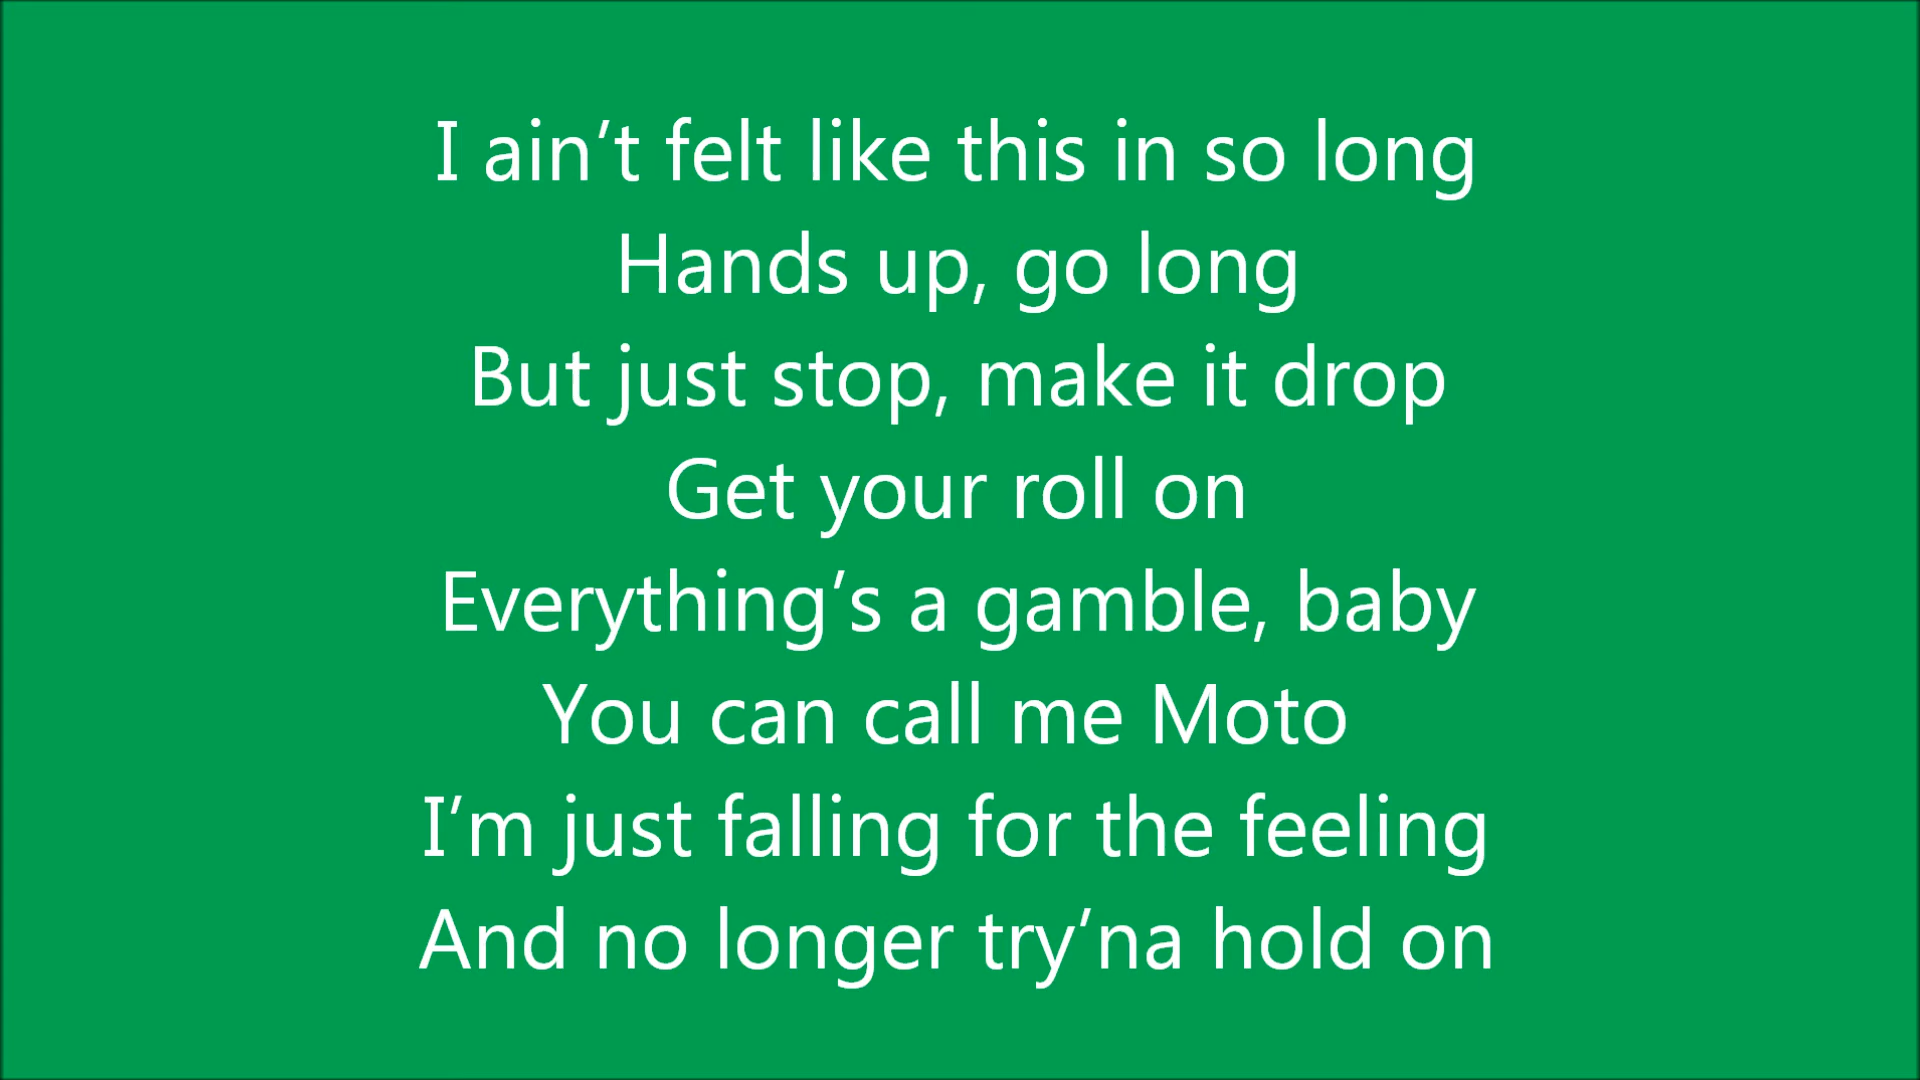 I ain’t felt like this in so long
Hands up, go long
But just stop, make it drop
Get your roll on
Everything’s a gamble, baby
You can call me Moto
I’m just falling for the feeling
And no longer try’na hold on